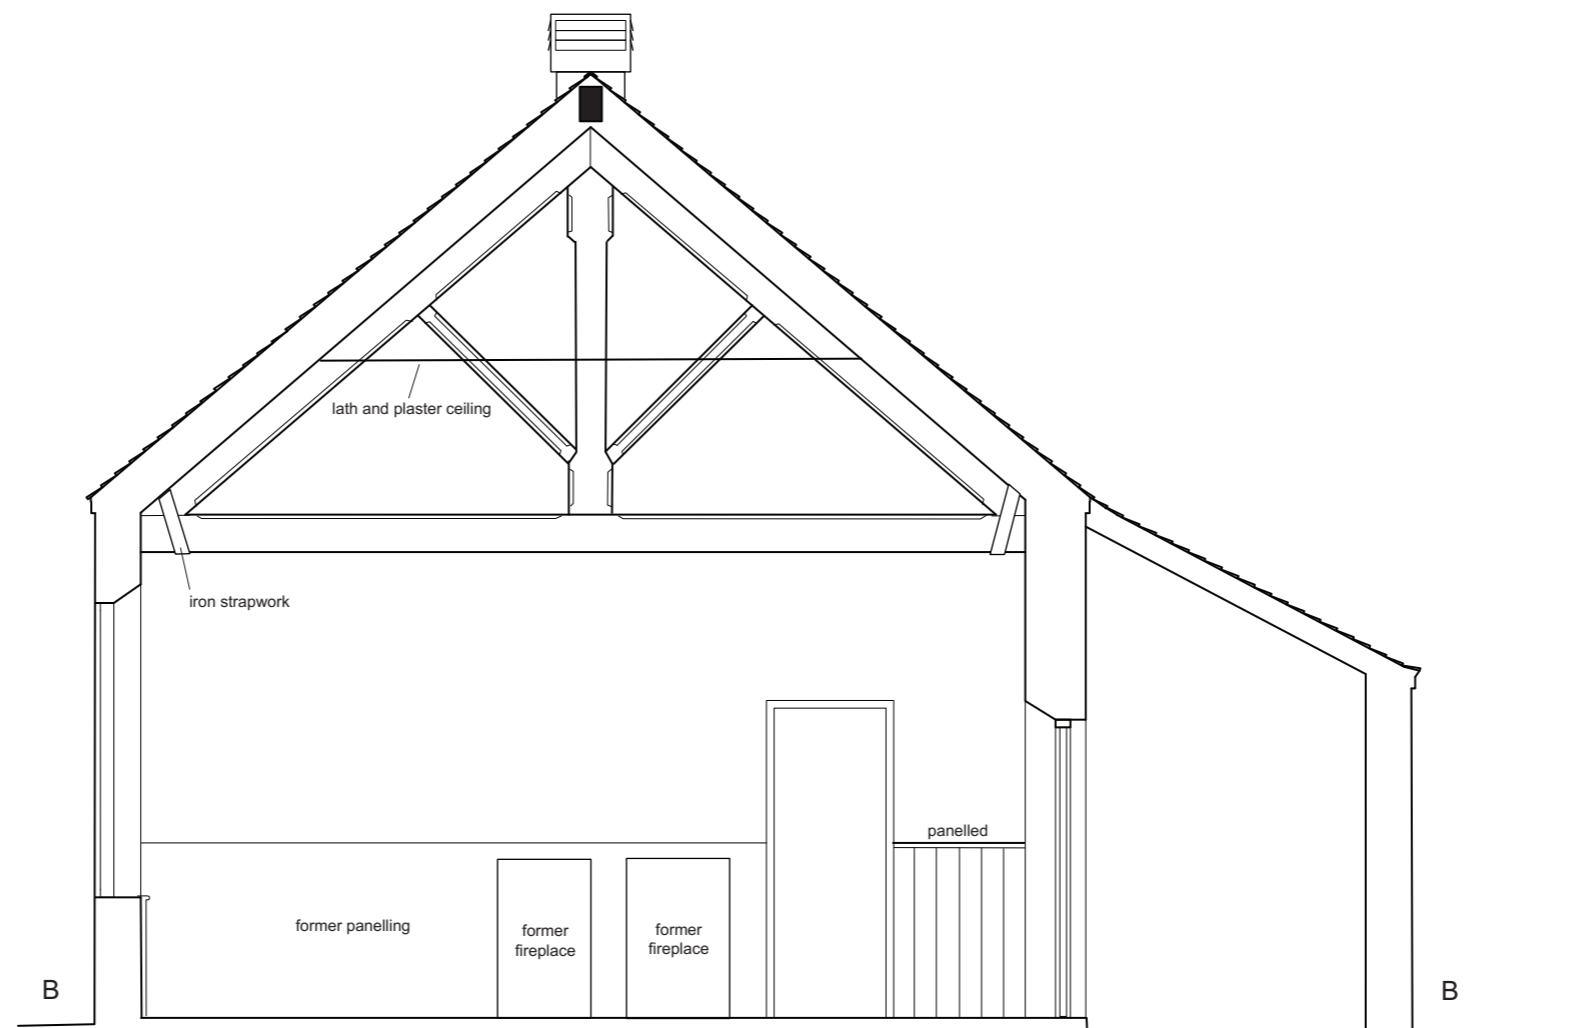 lath and plaster ceiling
iron strapwork
panelled
former panelling
former
fireplace
former
fireplace
B
B